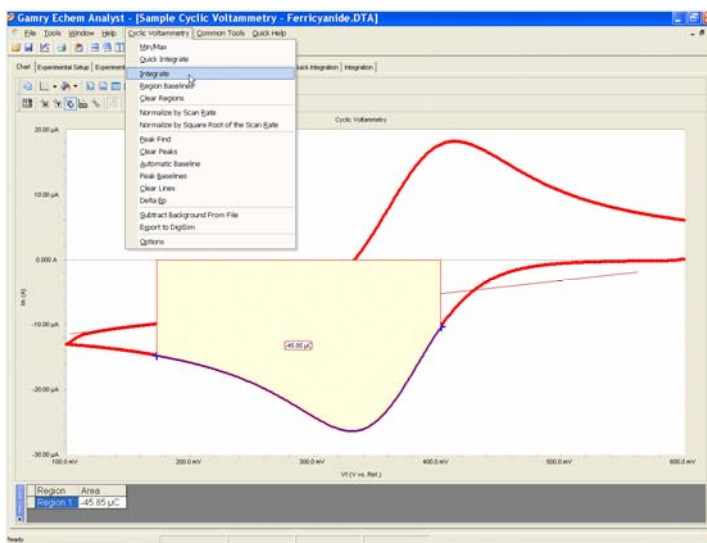 Gamry Echem Analyst - [Sample Cyclic Voltammetry - Ferricyanide.DTA]
File Tools Window Help Cyclic Voltammetry Common Tools Quick Help
Min/Max
Quick Integrate
Integrate
Region Baselines
Clear Regions
Normalize by Scan Rate
Normalize by Square Root of the Scan Rate
Peak Find
Clear Peaks
Automatic Baseline
Peak Baselines
Clear Lines
Delta Ep
Subtract Background From File
Export to DigiSim
Options
Chart Experimental Setup Quick Integration Integration
Cyclic Voltammetry
20.00 µA
10.00 µA
0.000 A
-10.00 µA
-20.00 µA
-30.00 µA
Im (A)
-45.85 µC
100.0 mV 200.0 mV 300.0 mV 400.0 mV 500.0 mV 600.0 mV
Vf (V vs. Ref.)
Region Area
Region 1 -45.85 µC
Ready